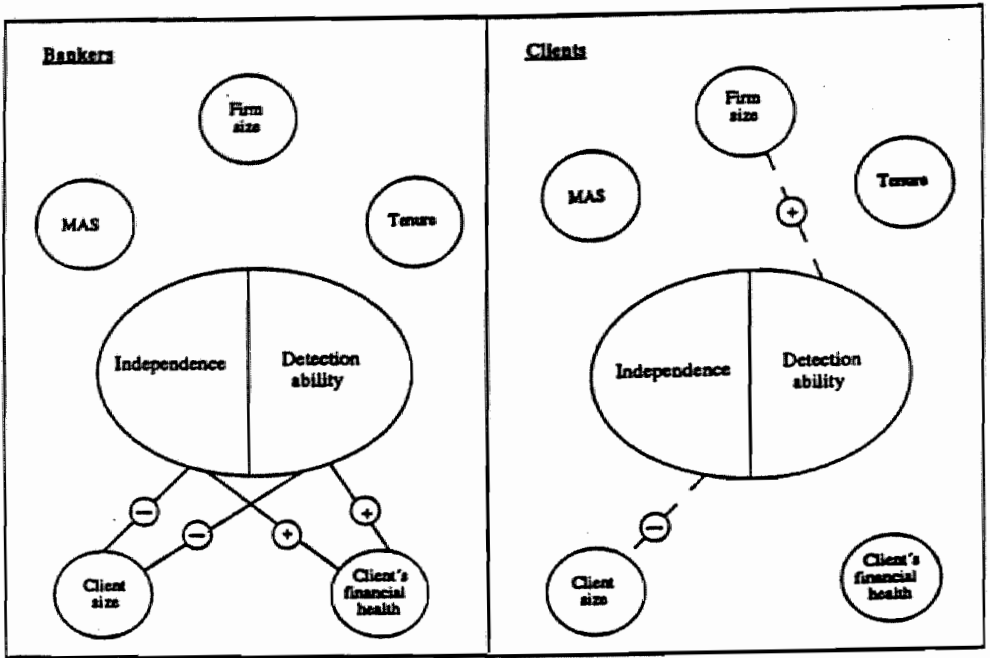 Bankers
Firm
size
MAS
Tenure
Independence
Detection
ability
−
−
+
+
Client
size
Client's
financial
health
Clients
Firm
size
MAS
Tenure
+
Independence
Detection
ability
−
Client
size
Client's
financial
health